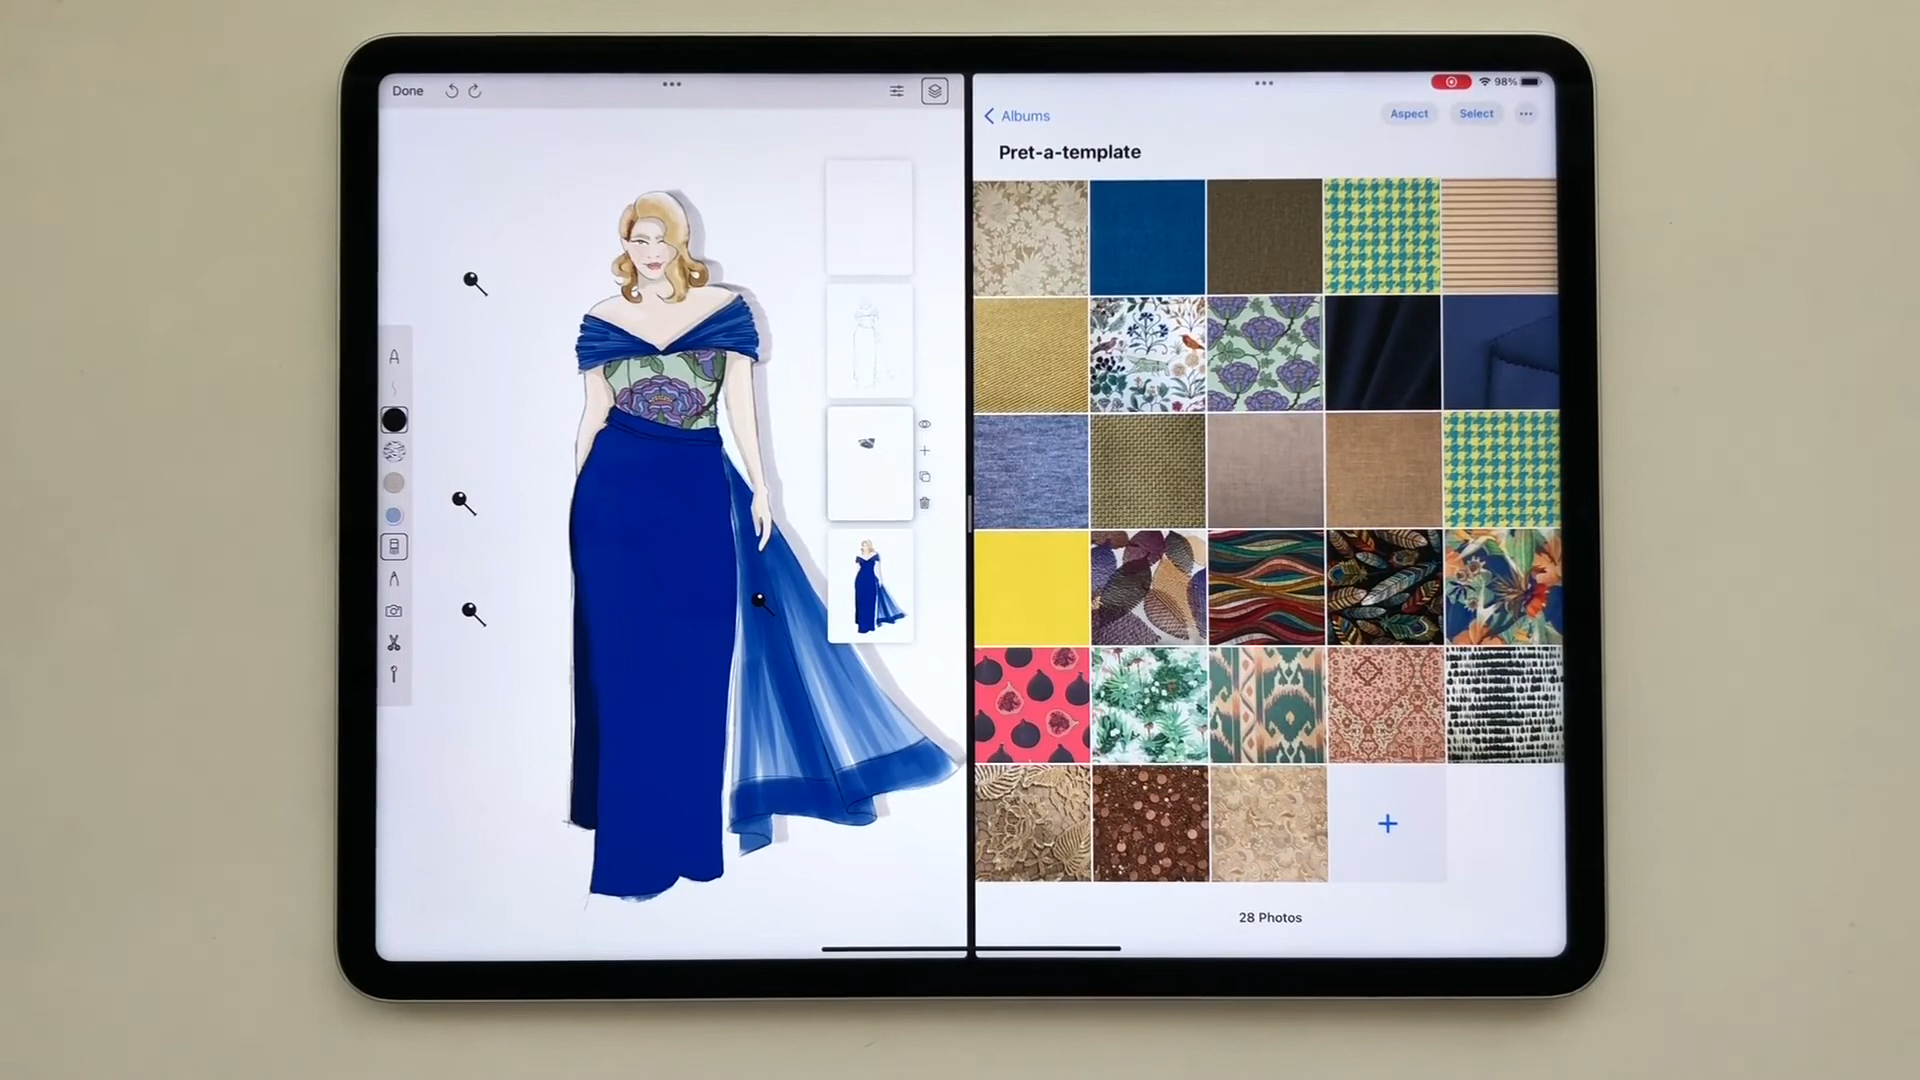 Done
98%
Albums
Aspect
Select
Pret-a-template
28 Photos